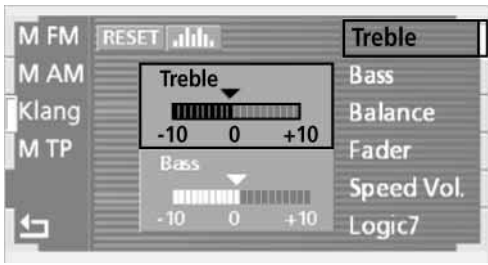 M FM
M AM
Klang
M TP
RESET
Treble
-10 0 +10
Bass
-10 0 +10
Treble
Bass
Balance
Fader
Speed Vol.
Logic7